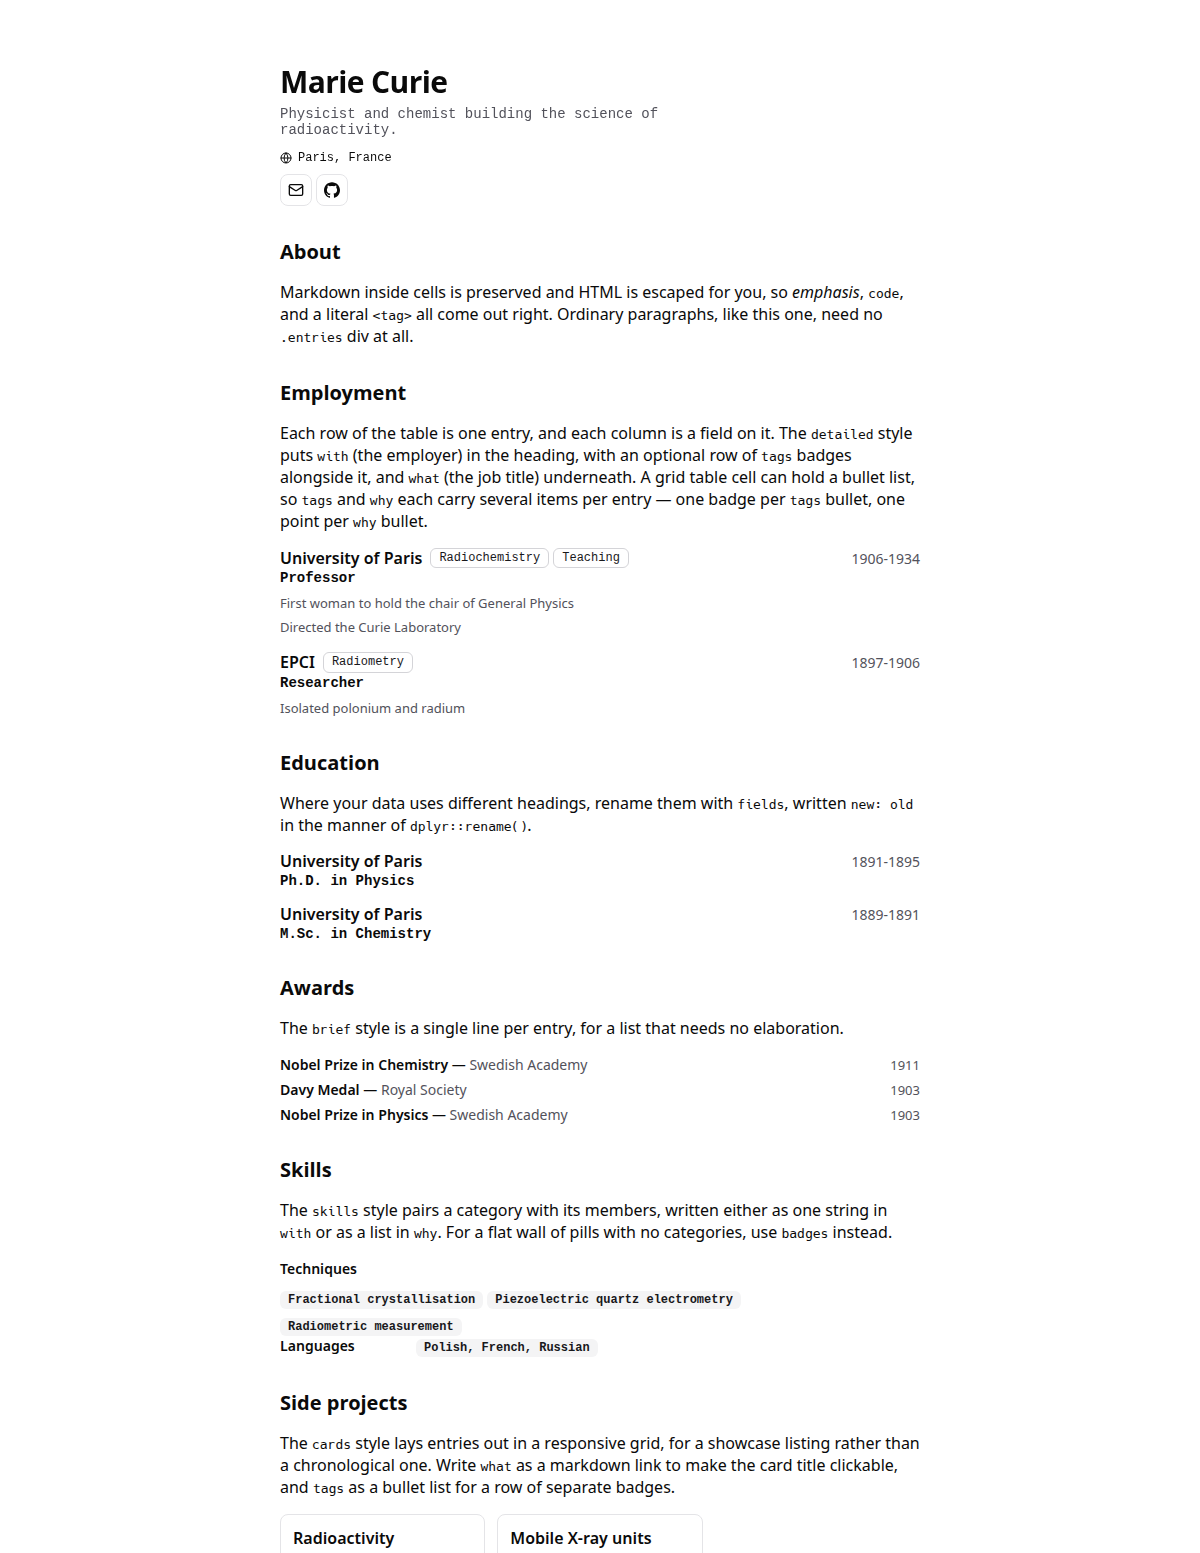 Marie Curie
Physicist and chemist building the science of
radioactivity.
Paris, France
About
Markdown inside cells is preserved and HTML is escaped for you, so emphasis, code,
and a literal <tag> all come out right. Ordinary paragraphs, like this one, need no
.entries div at all.
Employment
Each row of the table is one entry, and each column is a field on it. The detailed style
puts with (the employer) in the heading, with an optional row of tags badges
alongside it, and what (the job title) underneath. A grid table cell can hold a bullet list,
so tags and why each carry several items per entry — one badge per tags bullet, one
point per why bullet.
University of Paris Radiochemistry Teaching 1906-1934
Professor
First woman to hold the chair of General Physics
Directed the Curie Laboratory
EPCI Radiometry 1897-1906
Researcher
Isolated polonium and radium
Education
Where your data uses different headings, rename them with fields, written new: old
in the manner of dplyr::rename().
University of Paris 1891-1895
Ph.D. in Physics
University of Paris 1889-1891
M.Sc. in Chemistry
Awards
The brief style is a single line per entry, for a list that needs no elaboration.
Nobel Prize in Chemistry — Swedish Academy 1911
Davy Medal — Royal Society 1903
Nobel Prize in Physics — Swedish Academy 1903
Skills
The skills style pairs a category with its members, written either as one string in
with or as a list in why. For a flat wall of pills with no categories, use badges instead.
Techniques
Fractional crystallisation Piezoelectric quartz electrometry
Radiometric measurement
Languages Polish, French, Russian
Side projects
The cards style lays entries out in a responsive grid, for a showcase listing rather than
a chronological one. Write what as a markdown link to make the card title clickable,
and tags as a bullet list for a row of separate badges.
Radioactivity Mobile X-ray units